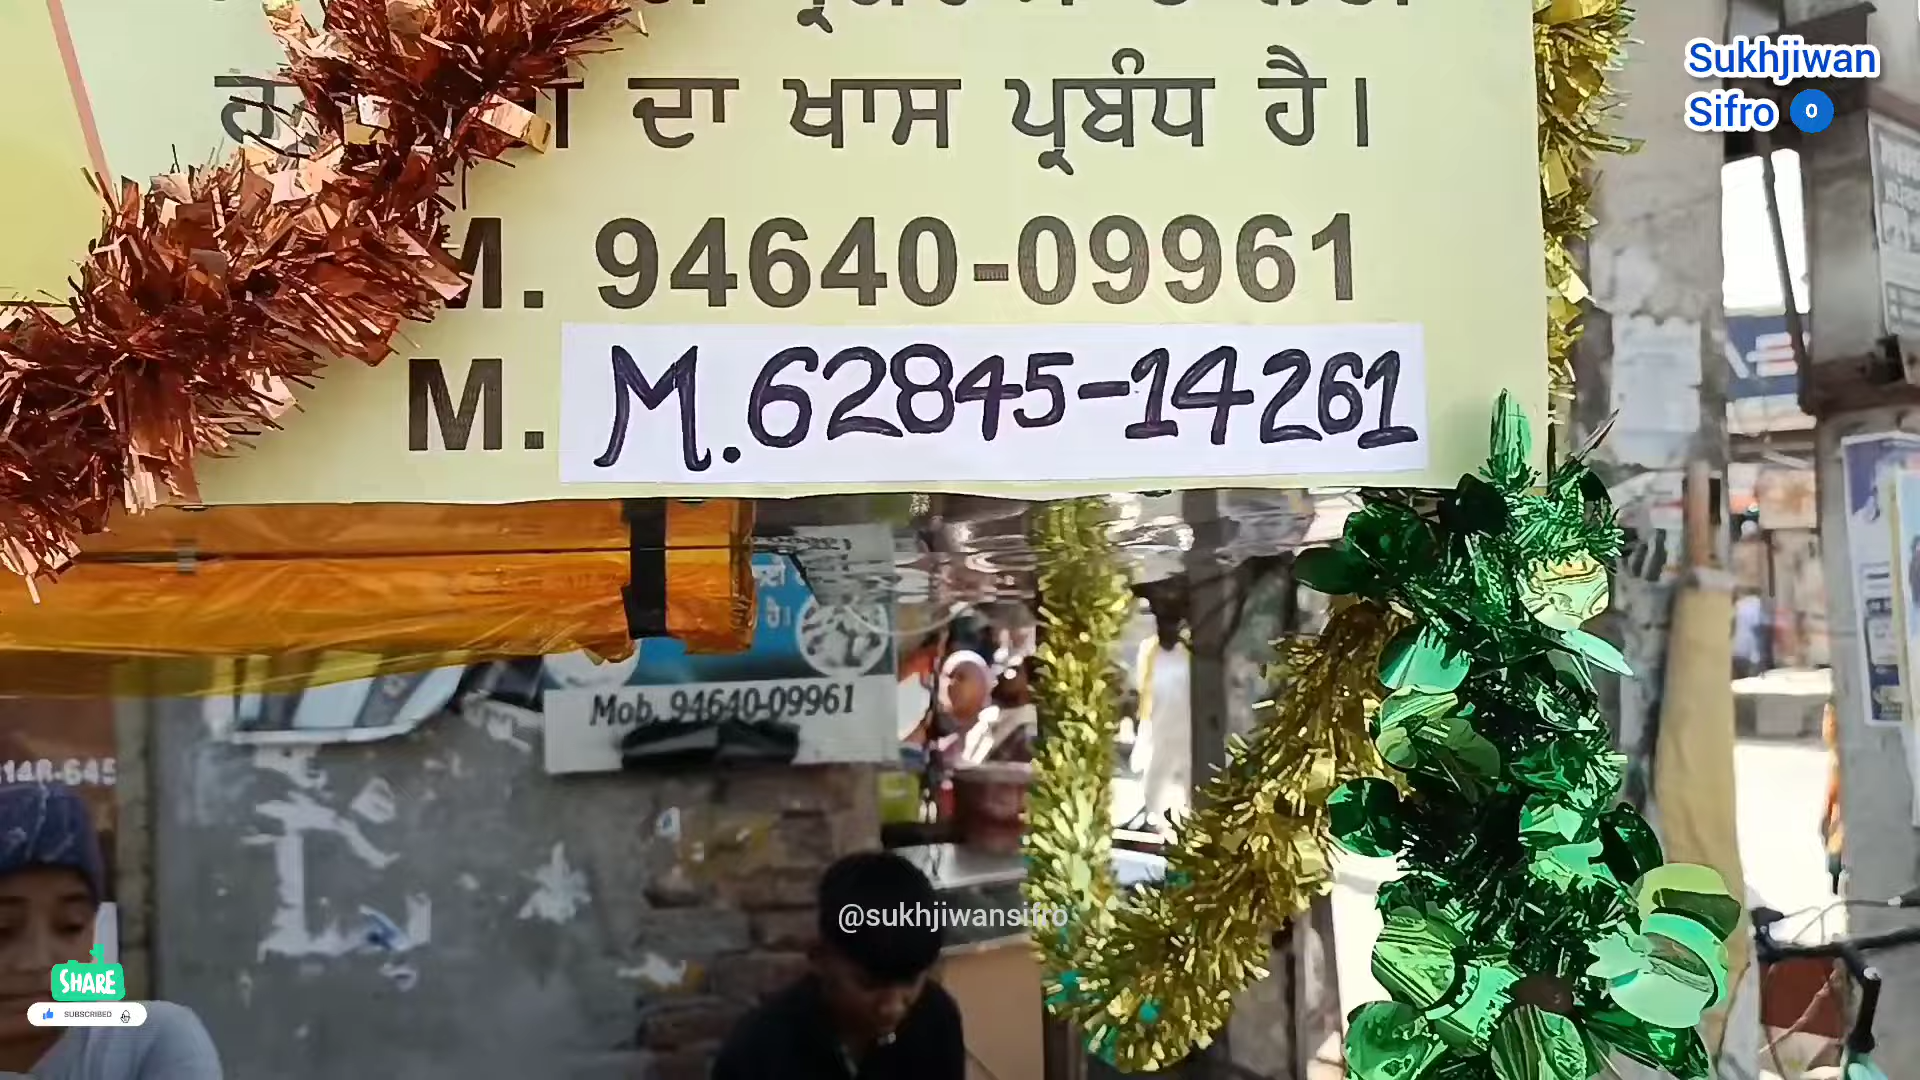 ਦਾ ਖਾਸ ਪ੍ਰਬੰਧ ਹੈ।
M. 94640-09961
M. M. 62845-14261
Sukhjiwan
Sifro
Mob. 94640-09961
@sukhjiwansifro
SHARE
SUBSCRIBED